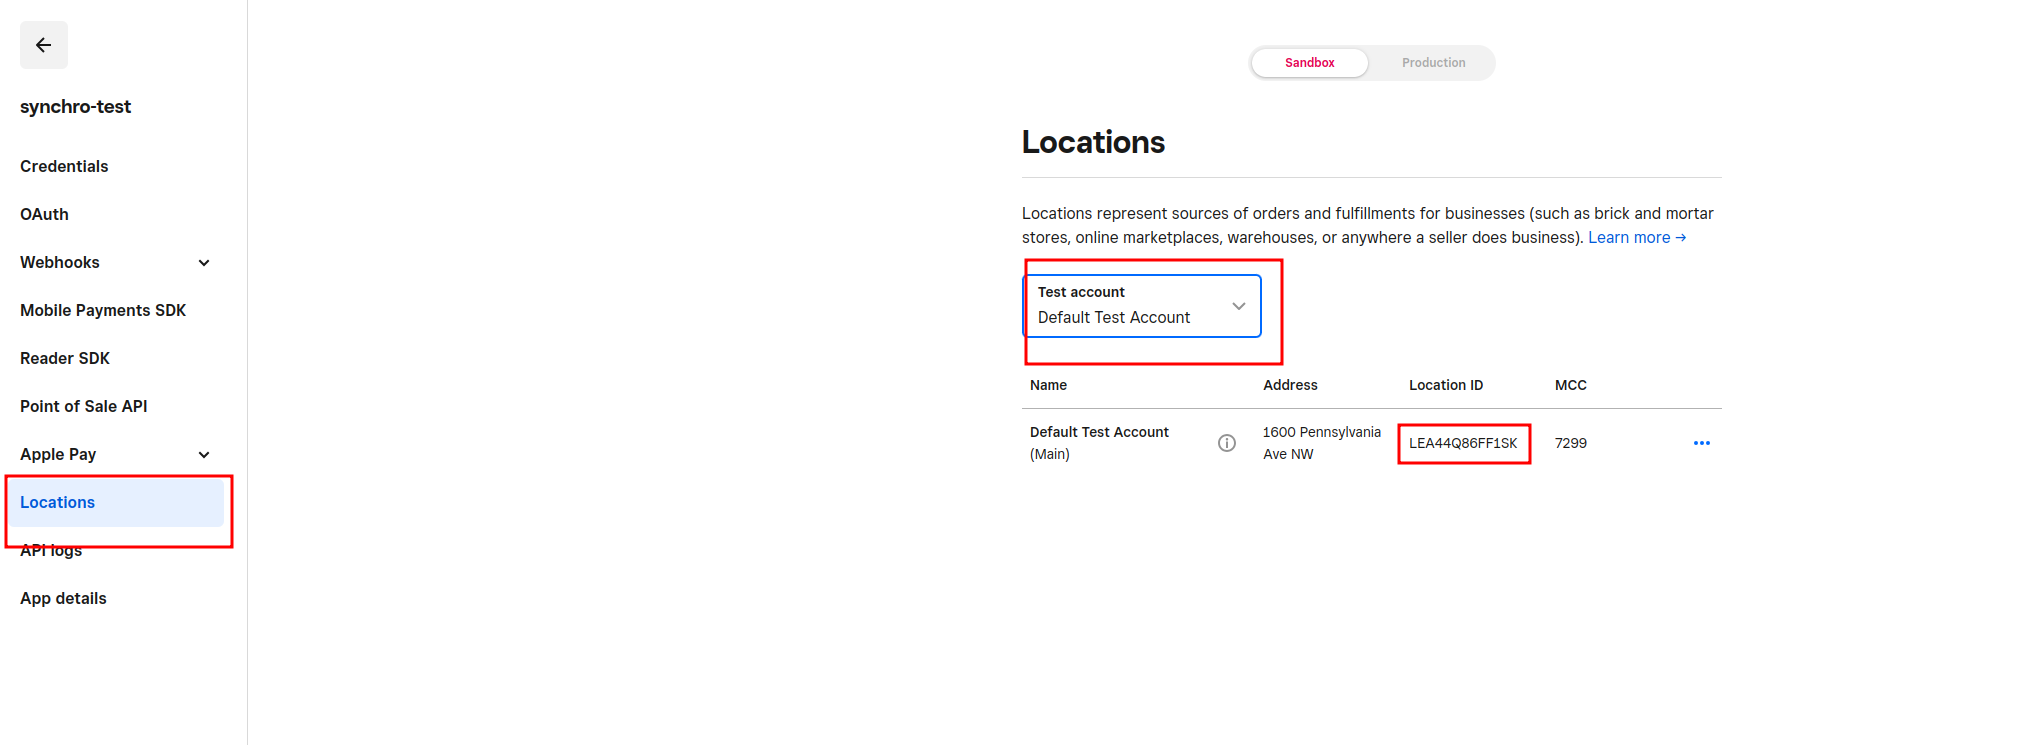 synchro-test
Credentials
OAuth
Webhooks
Mobile Payments SDK
Reader SDK
Point of Sale API
Apple Pay
Locations
API logs
App details
Sandbox Production
Locations
Locations represent sources of orders and fulfillments for businesses (such as brick and mortar
stores, online marketplaces, warehouses, or anywhere a seller does business). Learn more →
Test account
Default Test Account
Name Address Location ID MCC
Default Test Account 1600 Pennsylvania LEA44Q86FF1SK 7299
(Main) Ave NW